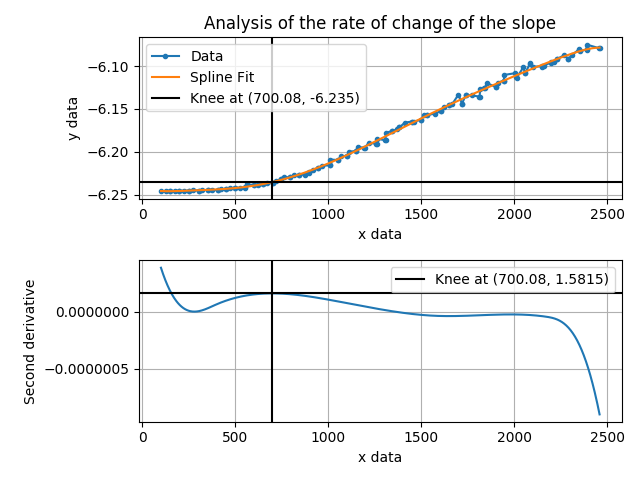 Analysis of the rate of change of the slope
Data
Spline Fit
Knee at (700.08, -6.235)
y data
−6.10
−6.15
−6.20
−6.25
0 500 1000 1500 2000 2500
x data
Knee at (700.08, 1.5815)
Second derivative
0.0000000
−0.0000005
0 500 1000 1500 2000 2500
x data